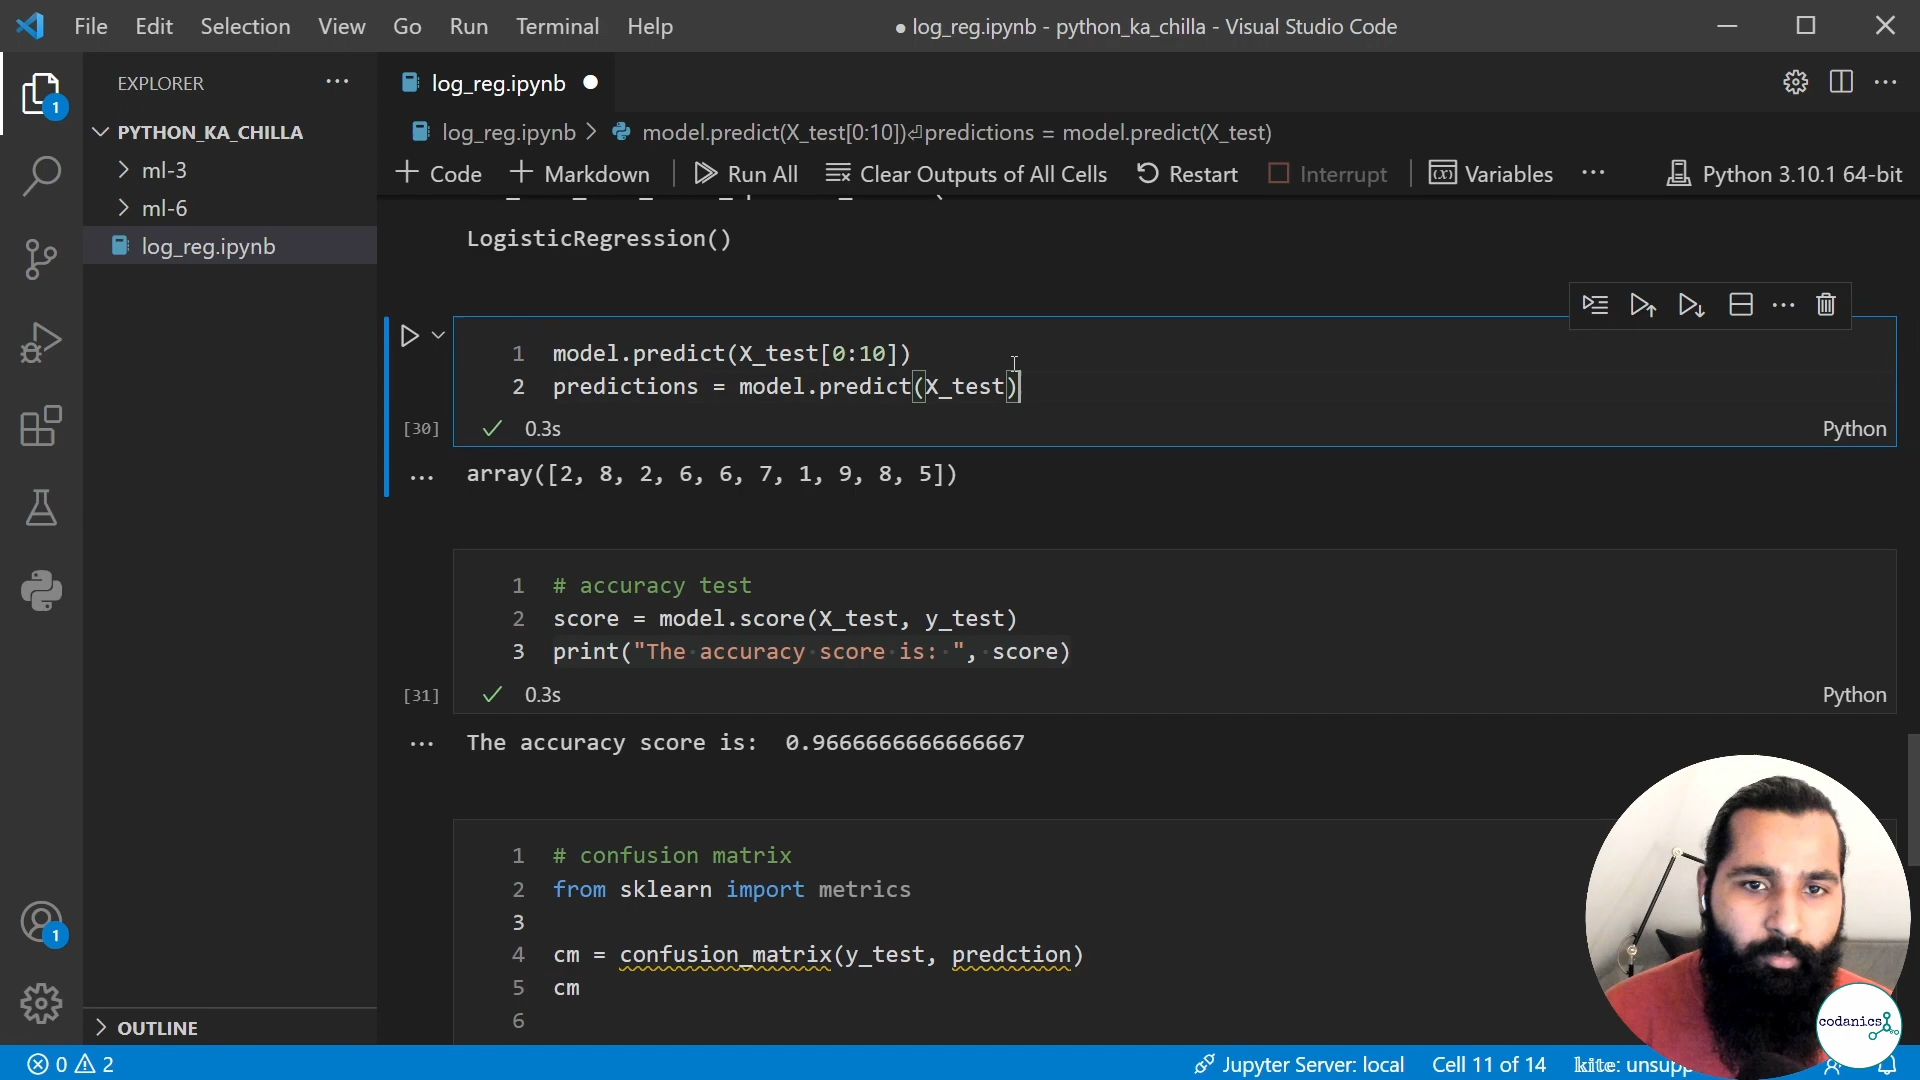 File Edit Selection View Go Run Terminal Help ● log_reg.ipynb - python_ka_chilla - Visual Studio Code
EXPLORER
log_reg.ipynb
1
PYTHON_KA_CHILLA
log_reg.ipynb > model.predict(X_test[0:10])⏎predictions = model.predict(X_test)
ml-3
Code Markdown Run All Clear Outputs of All Cells Restart Interrupt Variables Python 3.10.1 64-bit
ml-6
log_reg.ipynb
LogisticRegression()
1 model.predict(X_test[0:10])
2 predictions = model.predict(X_test)
[30] 0.3s Python
array([2, 8, 2, 6, 6, 7, 1, 9, 8, 5])
1 # accuracy test
2 score = model.score(X_test, y_test)
3 print("The accuracy score is: ", score)
[31] 0.3s Python
The accuracy score is:  0.9666666666666667
1 # confusion matrix
2 from sklearn import metrics
3
4 cm = confusion_matrix(y_test, predction)
5 cm
6
1
OUTLINE
codanics
0 2 Jupyter Server: local Cell 11 of 14 kite: